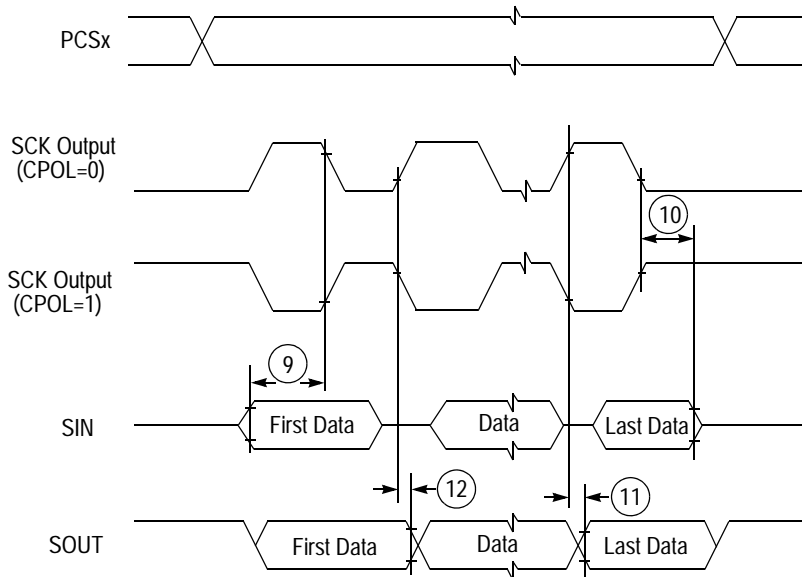 PCSx
SCK Output
(CPOL=0)
10
SCK Output
(CPOL=1)
9
SIN
First Data
Data
Last Data
12
11
SOUT
First Data
Data
Last Data